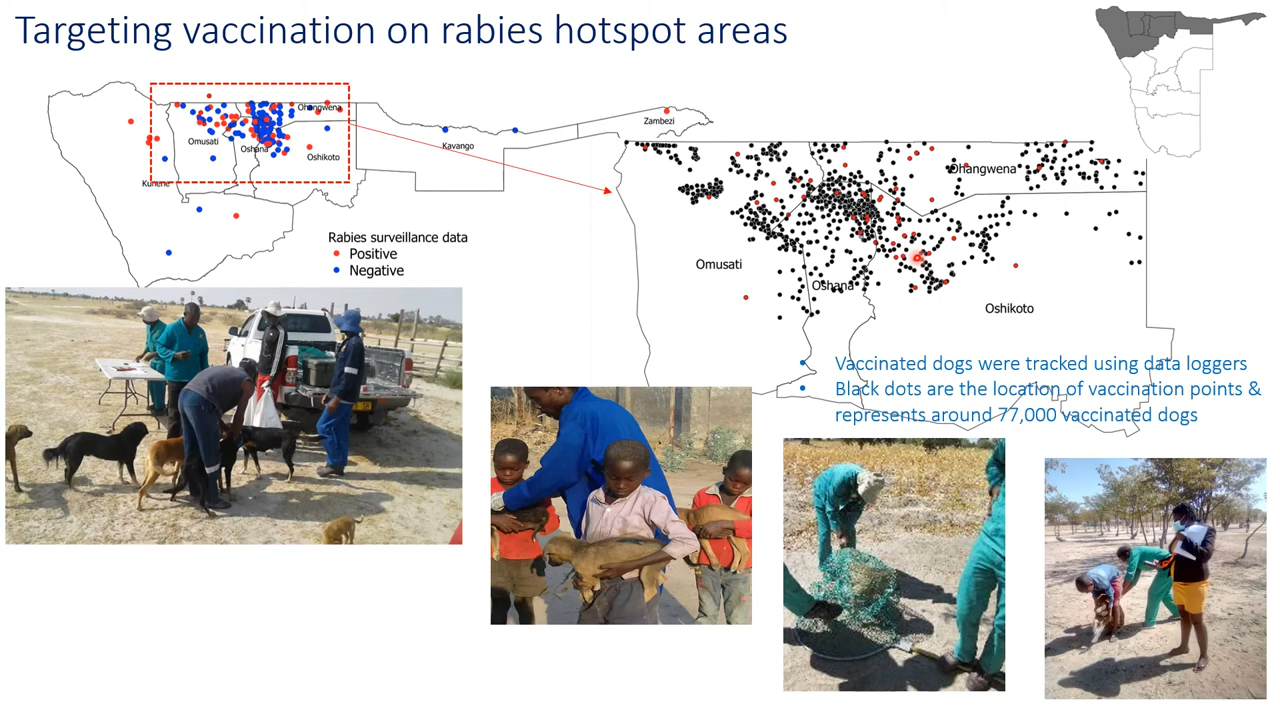 Targeting vaccination on rabies hotspot areas
Ohangwena
Omusati
Oshana
Oshikoto
Kunene
Kavango
Zambezi
Rabies surveillance data
Positive
Negative
Ohangwena
Omusati
Oshana
Oshikoto
• Vaccinated dogs were tracked using data loggers
• Black dots are the location of vaccination points &
represents around 77,000 vaccinated dogs